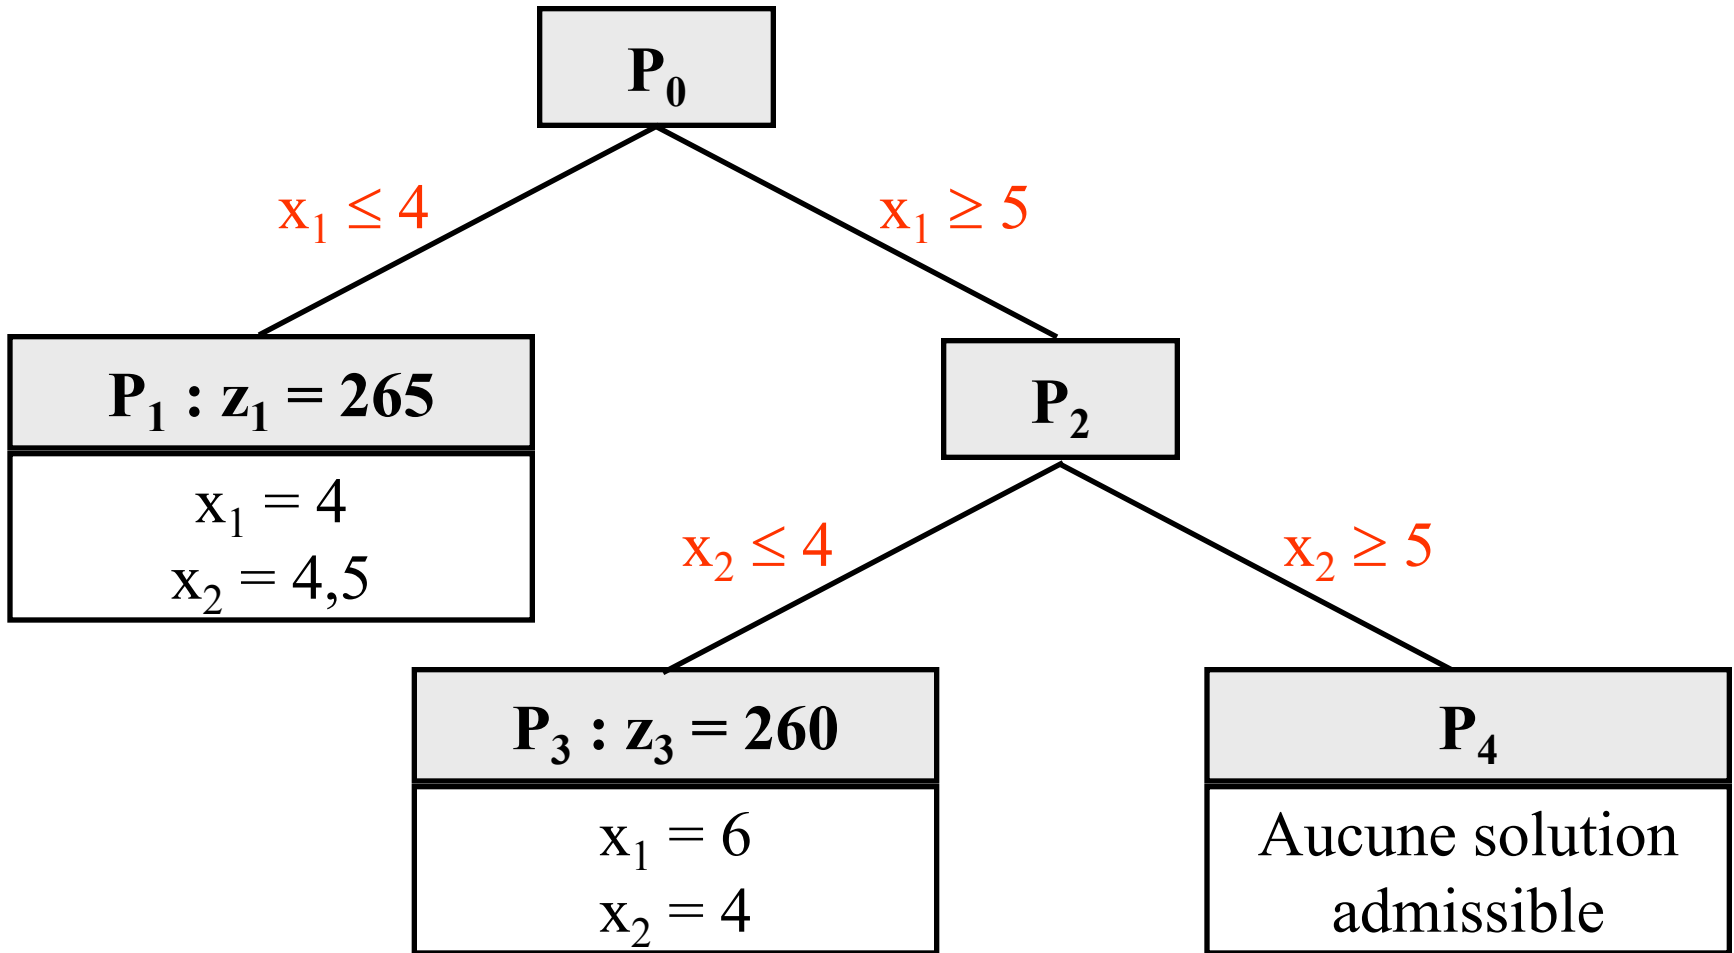 P₀
x₁ ≤ 4
x₁ ≥ 5
P₁ : z₁ = 265
x₁ = 4
x₂ = 4,5
P₂
x₂ ≤ 4
x₂ ≥ 5
P₃ : z₃ = 260
x₁ = 6
x₂ = 4
P₄
Aucune solution
admissible